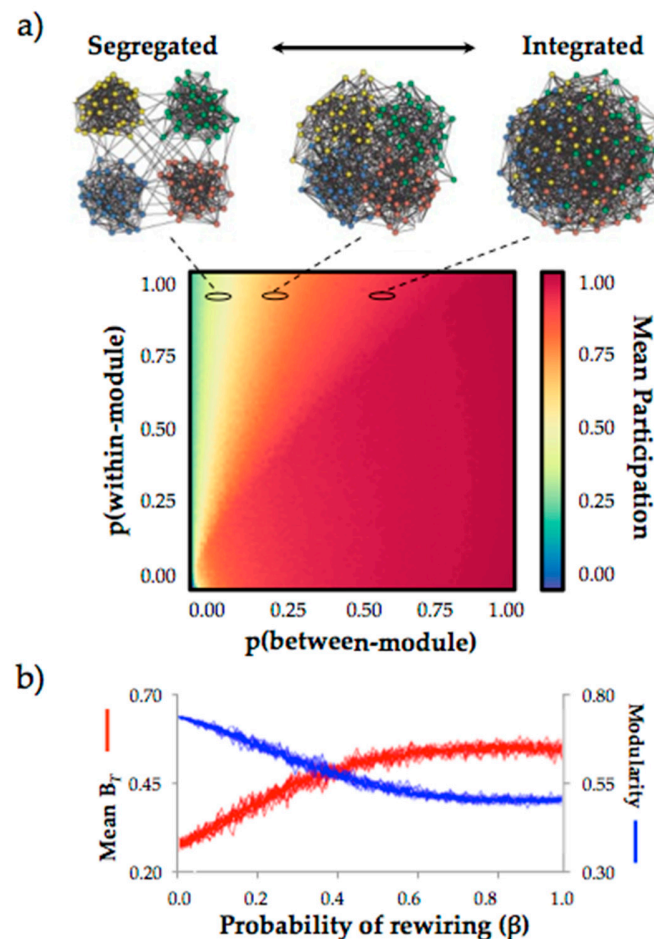 a)
Segregated
Integrated
1.00
0.75
0.50
0.25
0.00
p(within-module)
0.00 0.25 0.50 0.75 1.00
p(between-module)
1.00
0.75
0.50
0.25
0.00
Mean Participation
b)
0.70
0.45
0.20
Mean B_T
0.80
0.55
0.30
Modularity
0.0 0.2 0.4 0.6 0.8 1.0
Probability of rewiring (β)